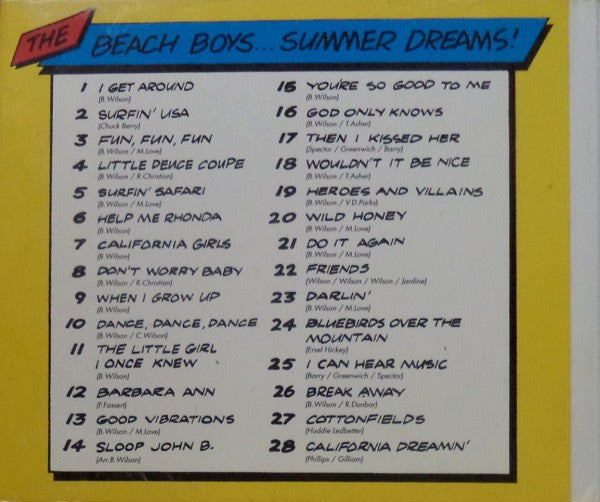 THE BEACH BOYS... SUMMER DREAMS!
1 I GET AROUND
(B.Wilson)
2 SURFIN' USA
(Chuck Berry)
3 FUN, FUN, FUN
(B.Wilson / M.Love)
4 LITTLE DEUCE COUPE
(B.Wilson / R.Christian)
5 SURFIN' SAFARI
(B.Wilson / M.Love)
6 HELP ME RHONDA
(B.Wilson / M.Love)
7 CALIFORNIA GIRLS
(B.Wilson)
8 DON'T WORRY BABY
(B.Wilson / R.Christian)
9 WHEN I GROW UP
(B.Wilson)
10 DANCE, DANCE, DANCE
(B.Wilson / C.Wilson)
11 THE LITTLE GIRL
I ONCE KNEW
(B.Wilson)
12 BARBARA ANN
(F.Fassert)
13 GOOD VIBRATIONS
(B.Wilson / M.Love)
14 SLOOP JOHN B.
(Arr.B.Wilson)
15 YOU'RE SO GOOD TO ME
(B.Wilson)
16 GOD ONLY KNOWS
(B.Wilson / T.Asher)
17 THEN I KISSED HER
(Spector / Greenwich / Barry)
18 WOULDN'T IT BE NICE
(B.Wilson / T.Asher)
19 HEROES AND VILLAINS
(B.Wilson / V.D.Parks)
20 WILD HONEY
(B.Wilson / M.Love)
21 DO IT AGAIN
(B.Wilson / M.Love)
22 FRIENDS
(Wilson / Wilson / Wilson / Jardine)
23 DARLIN'
(B.Wilson / M.Love)
24 BLUEBIRDS OVER THE
MOUNTAIN
(Ersel Hickey)
25 I CAN HEAR MUSIC
(Barry / Greenwich / Spector)
26 BREAK AWAY
(B.Wilson / R.Dunbar)
27 COTTONFIELDS
(Huddie Ledbetter)
28 CALIFORNIA DREAMIN'
(Phillips / Gilliam)